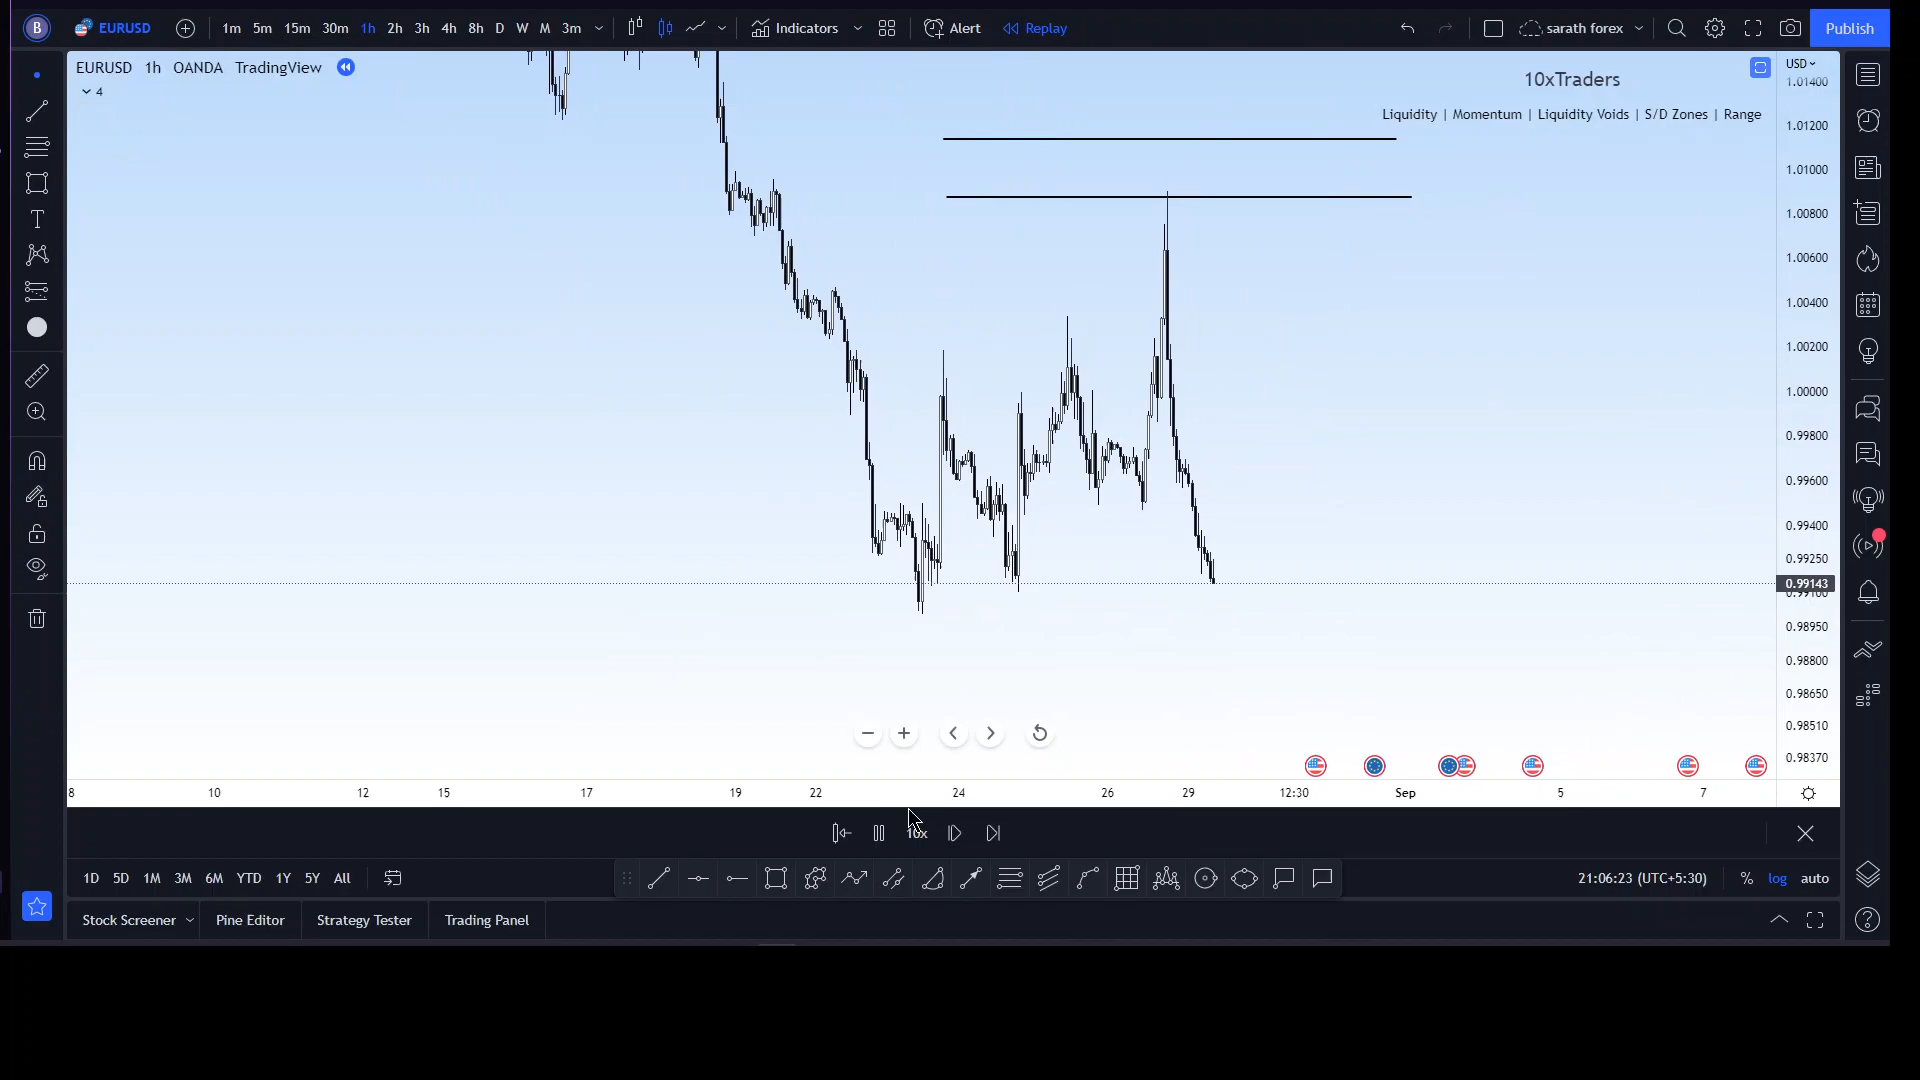 B EURUSD 1m 5m 15m 30m 1h 2h 3h 4h 8h D W M 3m Indicators Alert Replay sarath forex Publish
EURUSD 1h OANDA TradingView
4
10xTraders
Liquidity | Momentum | Liquidity Voids | S/D Zones | Range
USD
1.01400
1.01200
1.01000
1.00800
1.00600
1.00400
1.00200
1.00000
0.99800
0.99600
0.99400
0.99250
0.99143
0.99100
0.98950
0.98800
0.98650
0.98510
0.98370
8 10 12 15 17 19 22 24 26 29 12:30 Sep 5 7
10x
1D 5D 1M 3M 6M YTD 1Y 5Y All 21:06:23 (UTC+5:30) % log auto
Stock Screener Pine Editor Strategy Tester Trading Panel